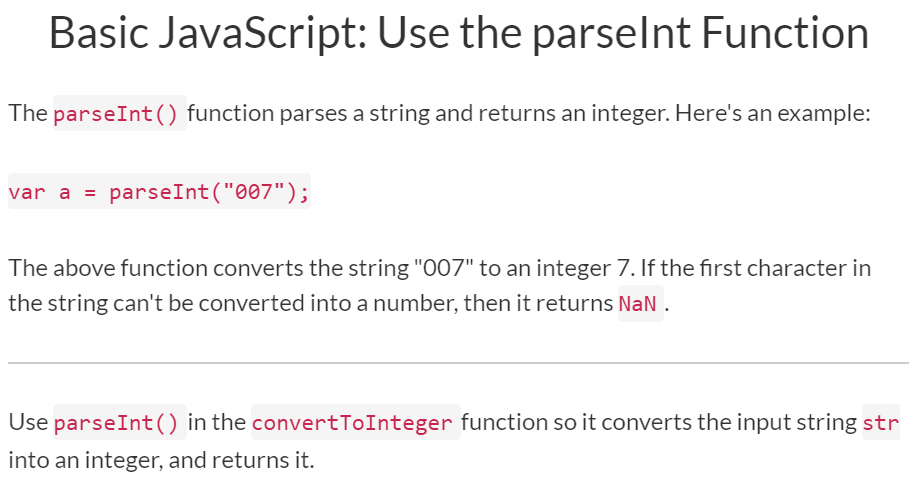 Basic JavaScript: Use the parseInt Function
The parseInt() function parses a string and returns an integer. Here's an example:
var a = parseInt("007");
The above function converts the string "007" to an integer 7. If the first character in
the string can't be converted into a number, then it returns NaN .
Use parseInt() in the convertToInteger function so it converts the input string str
into an integer, and returns it.